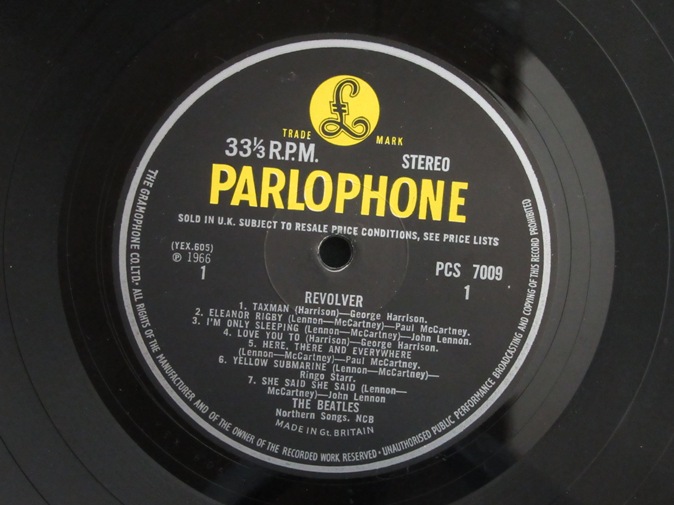 £
TRADE MARK
33⅓ R.P.M. STEREO
PARLOPHONE
SOLD IN U.K. SUBJECT TO RESALE PRICE CONDITIONS, SEE PRICE LISTS
(YEX.605)
℗ 1966
1
PCS 7009
1
REVOLVER
1. TAXMAN (Harrison)—George Harrison.
2. ELEANOR RIGBY (Lennon—McCartney)—Paul McCartney.
3. I'M ONLY SLEEPING (Lennon—McCartney)—John Lennon.
4. LOVE YOU TO (Harrison)—George Harrison.
5. HERE, THERE AND EVERYWHERE
(Lennon—McCartney)—Paul McCartney.
6. YELLOW SUBMARINE (Lennon—McCartney)—
Ringo Starr.
7. SHE SAID SHE SAID (Lennon—
McCartney)—John Lennon
THE BEATLES
Northern Songs, NCB
MADE IN Gt. BRITAIN
THE GRAMOPHONE CO. LTD. · ALL RIGHTS OF THE MANUFACTURER AND OF THE OWNER OF THE RECORDED WORK RESERVED · UNAUTHORISED PUBLIC PERFORMANCE BROADCASTING AND COPYING OF THIS RECORD PROHIBITED